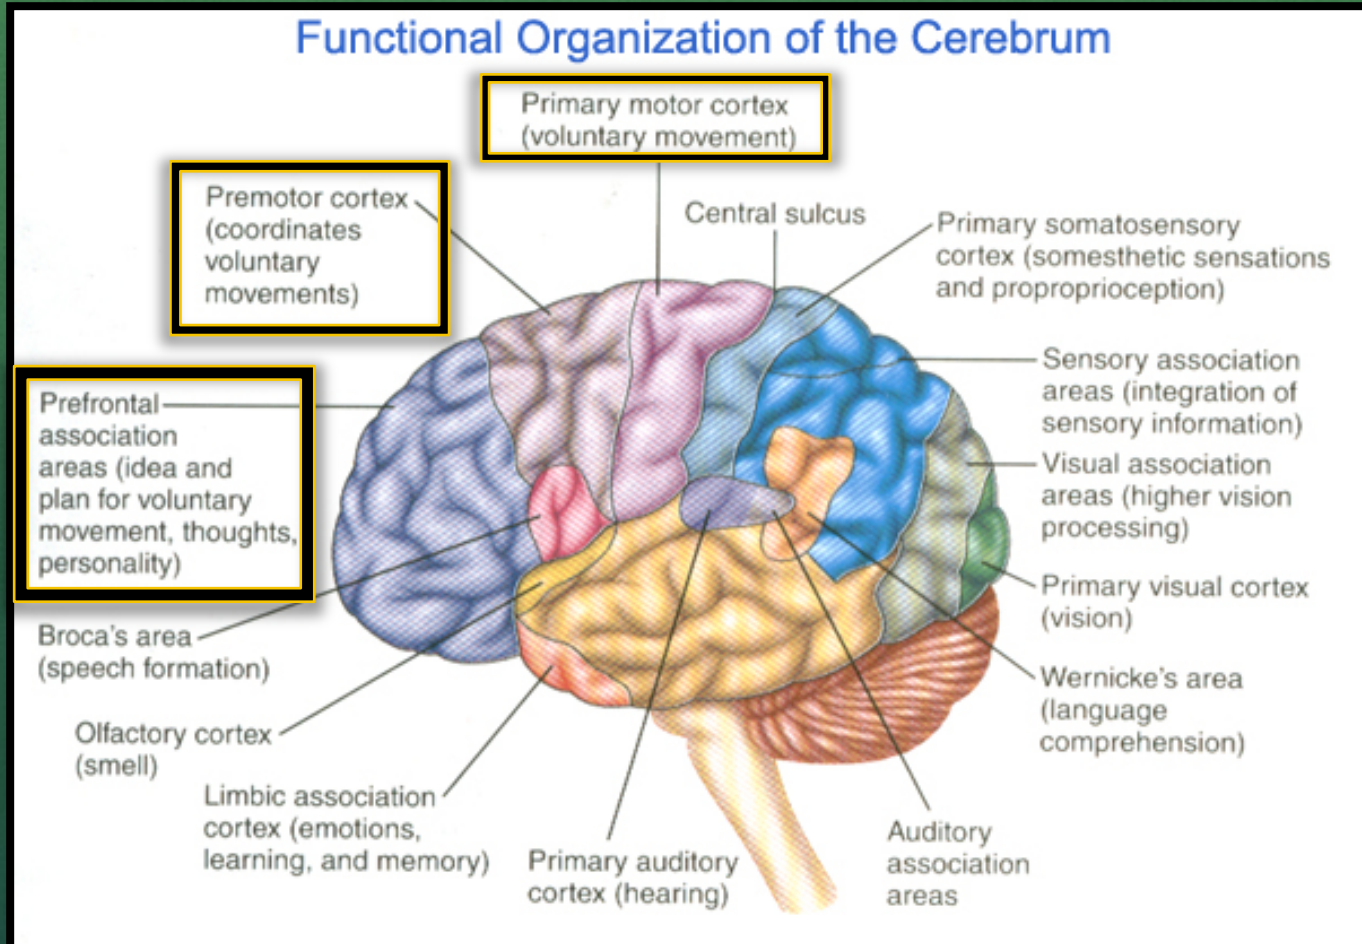 Functional Organization of the Cerebrum
Primary motor cortex
(voluntary movement)
Premotor cortex
(coordinates
voluntary
movements)
Central sulcus
Primary somatosensory
cortex (somesthetic sensations
and proproprioception)
Prefrontal
association
areas (idea and
plan for voluntary
movement, thoughts,
personality)
Sensory association
areas (integration of
sensory information)
Visual association
areas (higher vision
processing)
Primary visual cortex
(vision)
Broca's area
(speech formation)
Wernicke's area
(language
comprehension)
Olfactory cortex
(smell)
Limbic association
cortex (emotions,
learning, and memory)
Primary auditory
cortex (hearing)
Auditory
association
areas